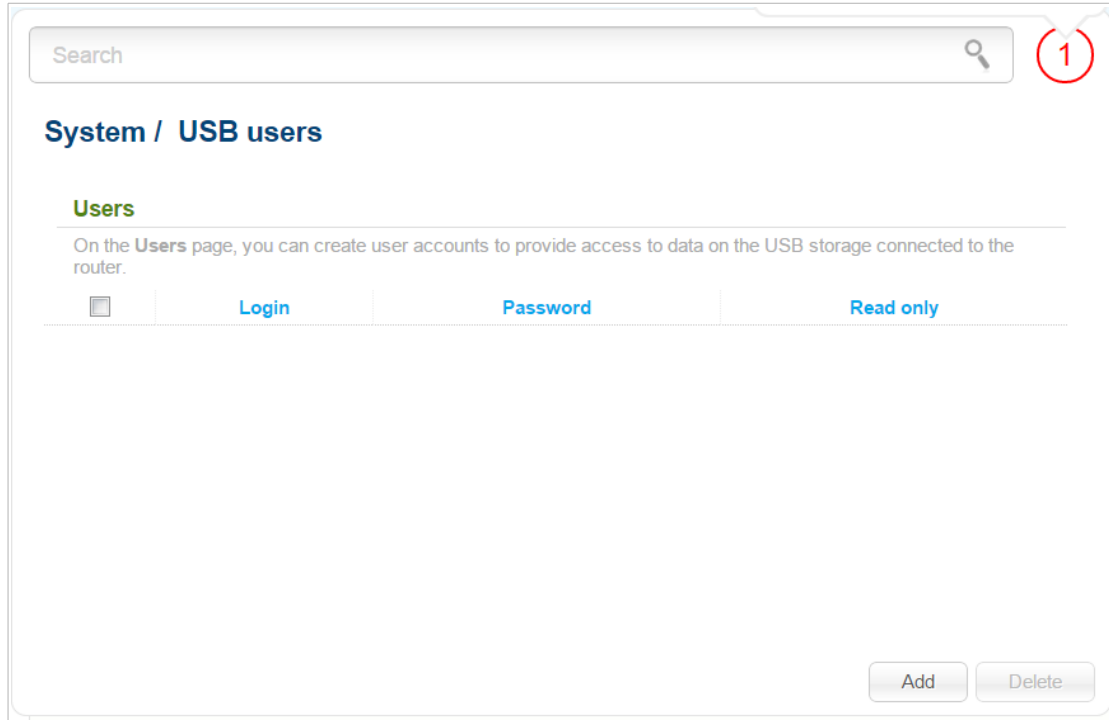 Search
1
System / USB users
Users
On the Users page, you can create user accounts to provide access to data on the USB storage connected to the
router.
Login Password Read only
Add Delete